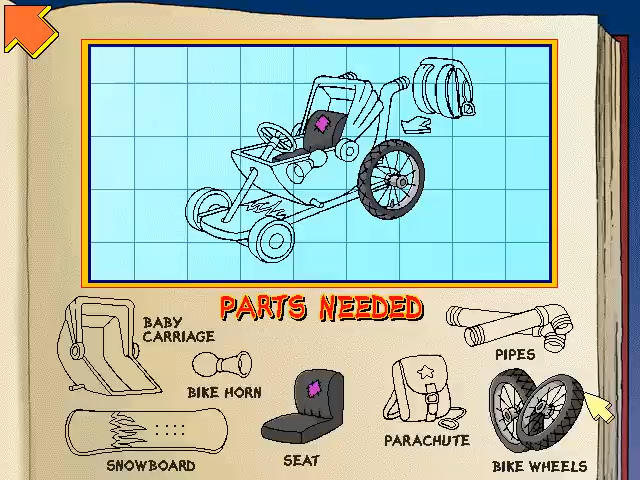 PARTS NEEDED
BABY
CARRIAGE
BIKE HORN
PIPES
SNOWBOARD
SEAT
PARACHUTE
BIKE WHEELS